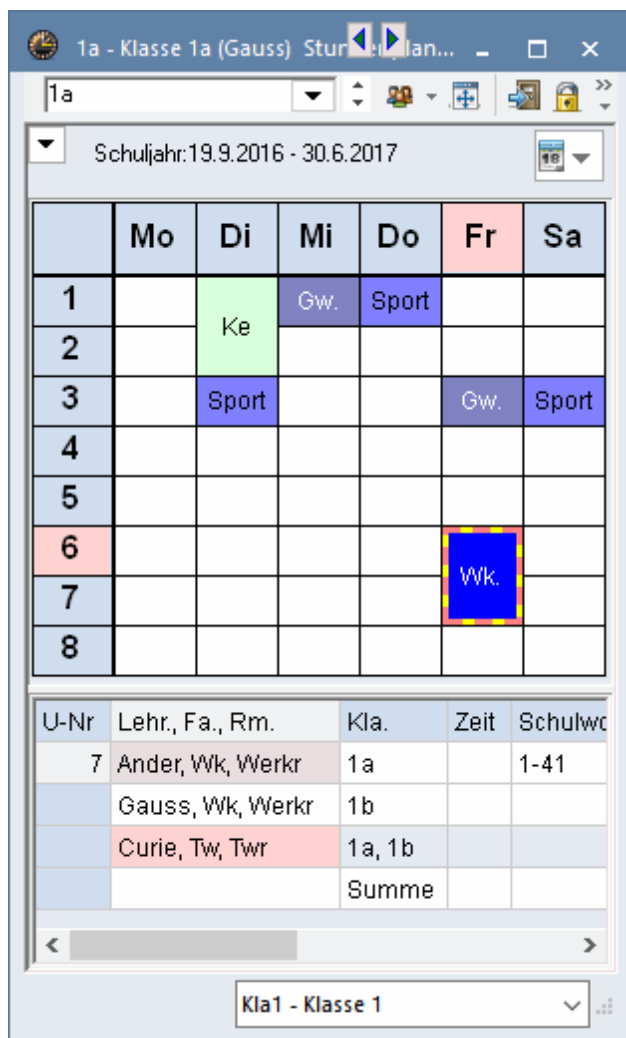 1a - Klasse 1a (Gauss) Stun lan...
1a
Schuljahr:19.9.2016 - 30.6.2017
18
Mo Di Mi Do Fr Sa
1 Ke Gw. Sport
2
3 Sport Gw. Sport
4
5
6 Wk.
7
8
U-Nr Lehr., Fa., Rm. Kla. Zeit Schulwo
7 Ander, Wk, Werkr 1a 1-41
Gauss, Wk, Werkr 1b
Curie, Tw, Twr 1a, 1b
Summe
Kla1 - Klasse 1